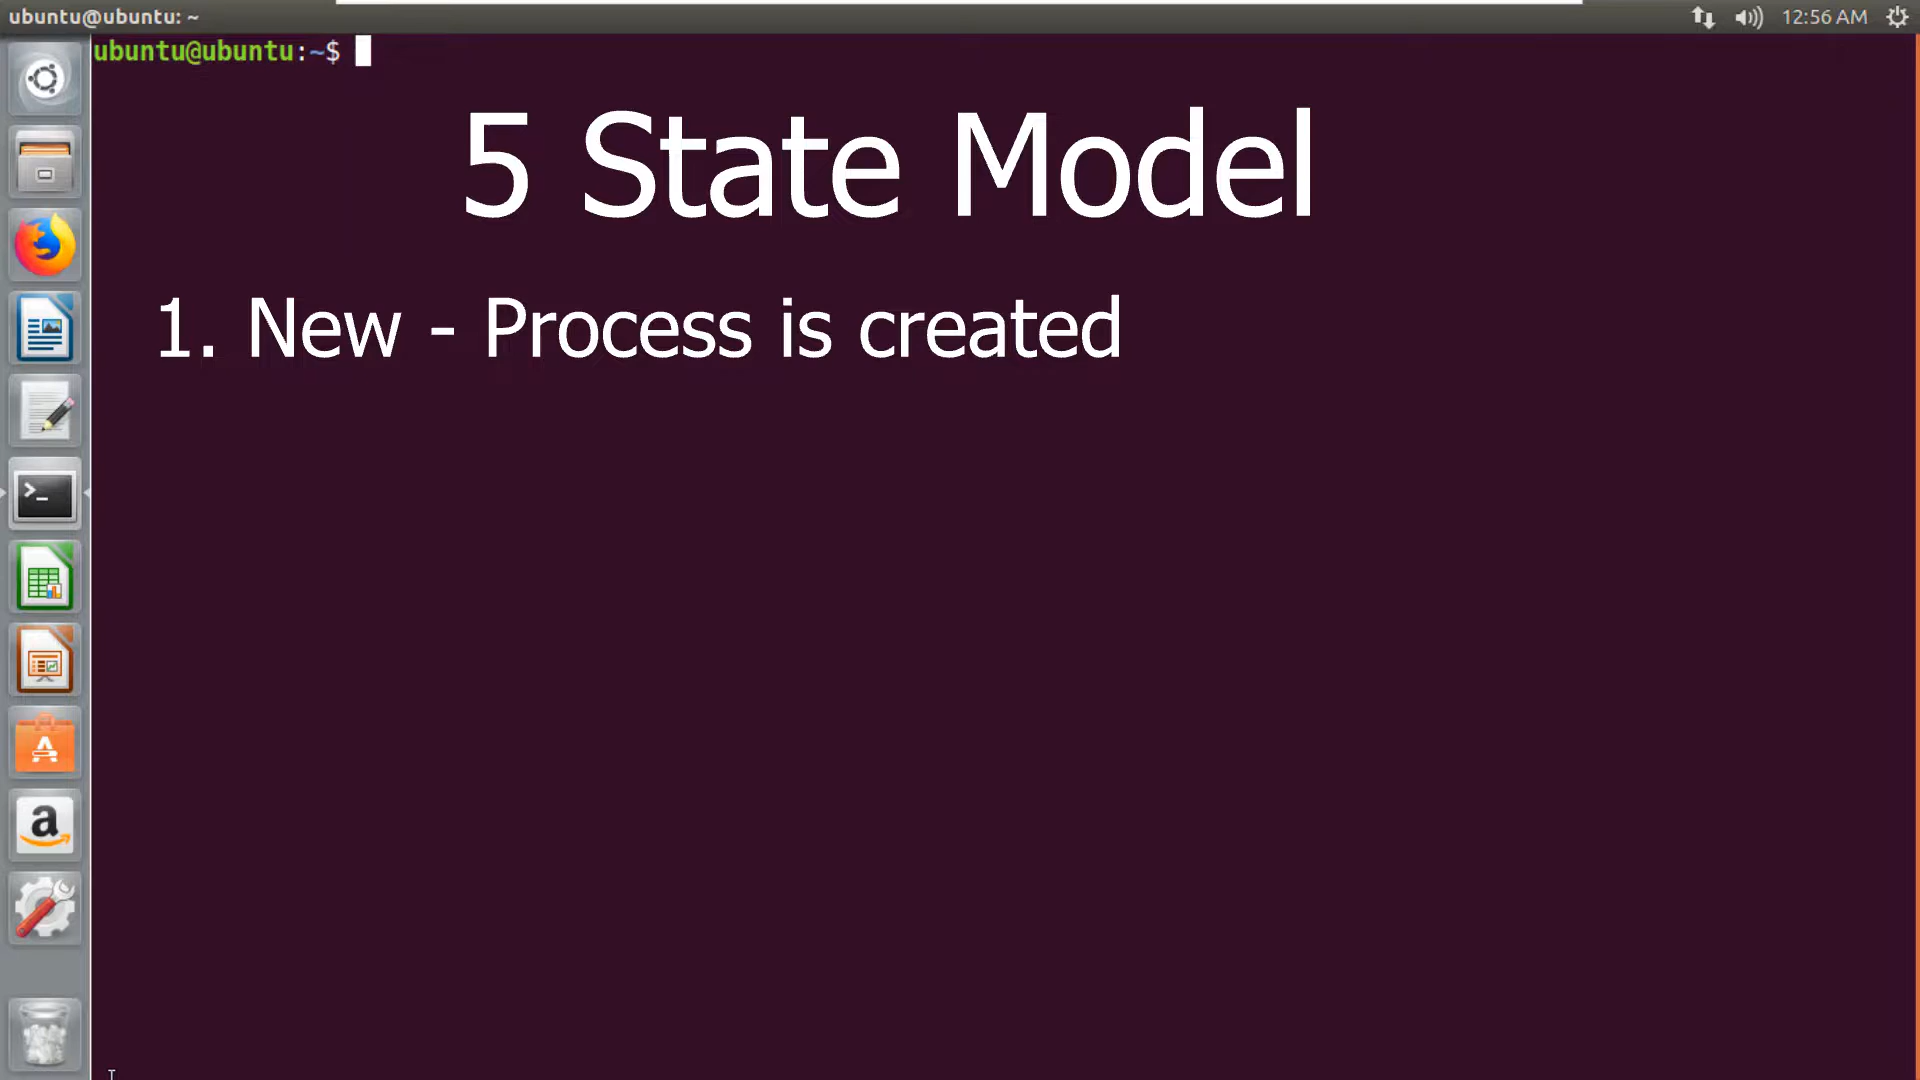 ubuntu@ubuntu: ~
12:56 AM
ubuntu@ubuntu:~$
5 State Model
1. New - Process is created